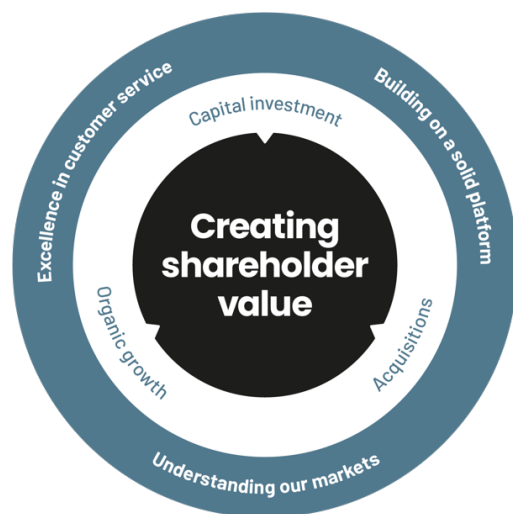 Excellence in customer service
Building on a solid platform
Capital investment
Creating
shareholder
value
Organic growth
Acquisitions
Understanding our markets